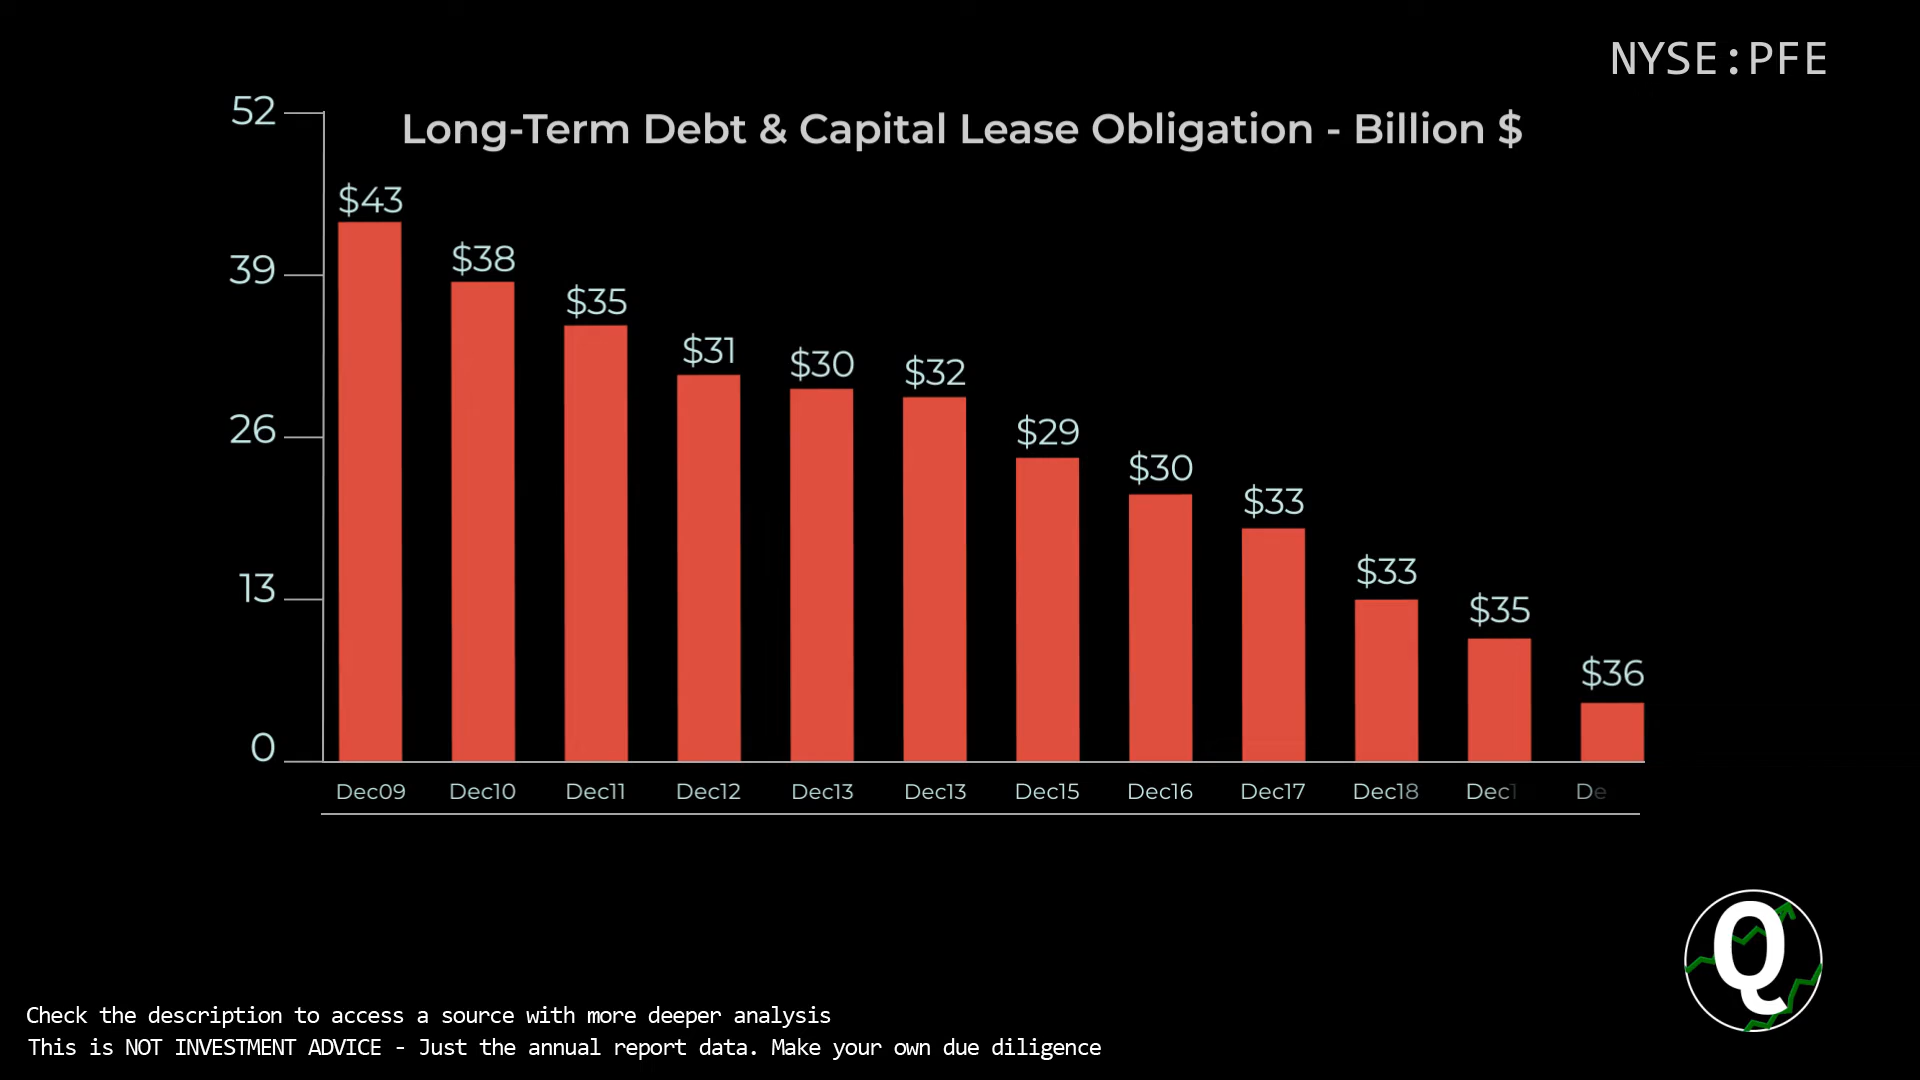 NYSE:PFE
Long-Term Debt & Capital Lease Obligation - Billion $
52
39
26
13
0
$43
$38
$35
$31
$30
$32
$29
$30
$33
$33
$35
$36
Dec09 Dec10 Dec11 Dec12 Dec13 Dec13 Dec15 Dec16 Dec17 Dec18 Dec1 De
Q
Check the description to access a source with more deeper analysis
This is NOT INVESTMENT ADVICE - Just the annual report data. Make your own due diligence